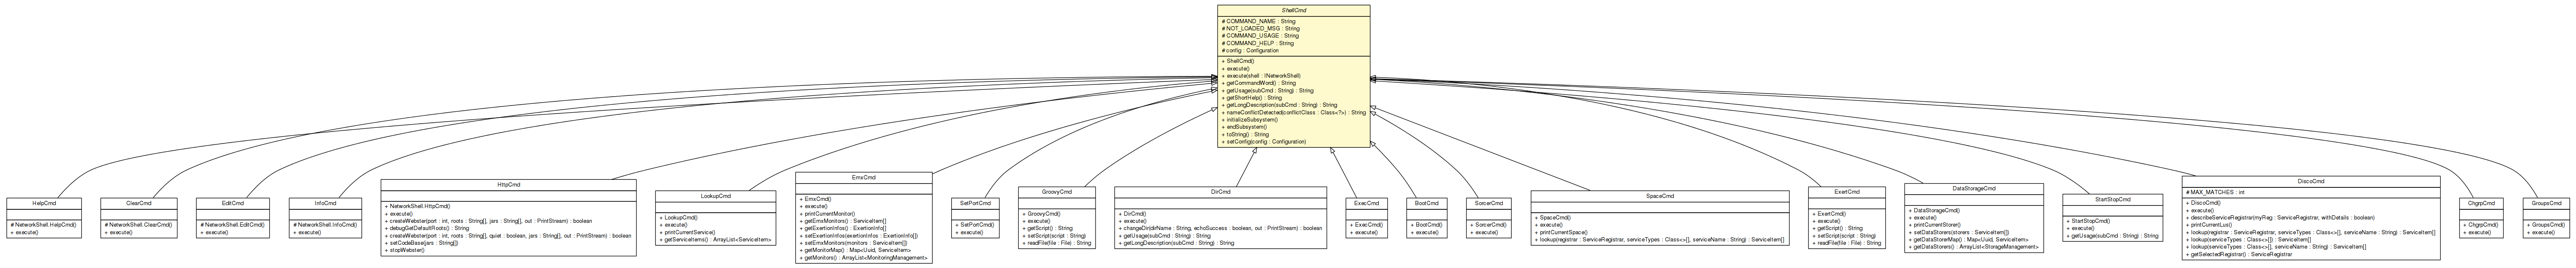 ShellCmd
# COMMAND_NAME : String
# NOT_LOADED_MSG : String
# COMMAND_USAGE : String
# COMMAND_HELP : String
# config : Configuration
+ ShellCmd()
+ execute()
+ execute(shell : INetworkShell)
+ getCommandWord() : String
+ getUsage(subCmd : String) : String
+ getShortHelp() : String
+ getLongDescription(subCmd : String) : String
+ nameConflictDetected(conflictClass : Class<?>) : String
+ initializeSubsystem()
+ endSubsystem()
+ toString() : String
+ setConfig(config : Configuration)
HelpCmd
# NetworkShell.HelpCmd()
+ execute()
ClearCmd
# NetworkShell.ClearCmd()
+ execute()
EditCmd
# NetworkShell.EditCmd()
+ execute()
InfoCmd
# NetworkShell.InfoCmd()
+ execute()
HttpCmd
+ NetworkShell.HttpCmd()
+ execute()
+ createWebster(port : int, roots : String[], jars : String[], out : PrintStream) : boolean
- debugGetDefaultRoots() : String
+ createWebster(port : int, roots : String[], quiet : boolean, jars : String[], out : PrintStream) : boolean
- setCodeBase(jars : String[])
+ stopWebster()
LookupCmd
+ LookupCmd()
+ execute()
- printCurrentService()
+ getServiceItems() : ArrayList<ServiceItem>
EmxCmd
+ EmxCmd()
+ execute()
+ printCurrentMonitor()
+ getEmxMonitors() : ServiceItem[]
+ getExertionInfos() : ExertionInfo[]
+ setExertionInfos(exertionInfos : ExertionInfo[])
+ setEmxMonitors(monitors : ServiceItem[])
+ getMonitorMap() : Map<Uuid, ServiceItem>
+ getMonitors() : ArrayList<MonitoringManagement>
SetPortCmd
+ SetPortCmd()
+ execute()
GroovyCmd
+ GroovyCmd()
+ execute()
+ getScript() : String
+ setScript(script : String)
+ readFile(file : File) : String
DirCmd
+ DirCmd()
+ execute()
+ changeDir(dirName : String, echoSuccess : boolean, out : PrintStream) : boolean
+ getUsage(subCmd : String) : String
+ getLongDescription(subCmd : String) : String
ExecCmd
+ ExecCmd()
+ execute()
BootCmd
+ BootCmd()
+ execute()
SorcerCmd
+ SorcerCmd()
+ execute()
SpaceCmd
+ SpaceCmd()
+ execute()
+ printCurrentSpace()
+ lookup(registrar : ServiceRegistrar, serviceTypes : Class<>[], serviceName : String) : ServiceItem[]
ExertCmd
+ ExertCmd()
+ execute()
+ getScript() : String
+ setScript(script : String)
+ readFile(file : File) : String
DataStorageCmd
+ DataStorageCmd()
+ execute()
+ printCurrentStorer()
+ setDataStorers(storers : ServiceItem[])
+ getStorerMap() : Map<Uuid, ServiceItem>
+ getDataStorers() : ArrayList<StorageManagement>
StartStopCmd
+ StartStopCmd()
+ execute()
+ getUsage(subCmd : String) : String
DiscoCmd
# MAX_MATCHES : int
+ DiscoCmd()
+ execute()
- describeServiceRegistrar(myReg : ServiceRegistrar, withDetails : boolean)
+ printCurrentLus()
+ lookup(registrar : ServiceRegistrar, serviceTypes : Class<>[], serviceName : String) : ServiceItem[]
+ lookup(serviceTypes : Class<>[]) : ServiceItem[]
+ lookup(serviceTypes : Class<>[], serviceName : String) : ServiceItem[]
+ getSelectedRegistrar() : ServiceRegistrar
ChgrpCmd
+ ChgrpCmd()
+ execute()
GroupsCmd
+ GroupsCmd()
+ execute()